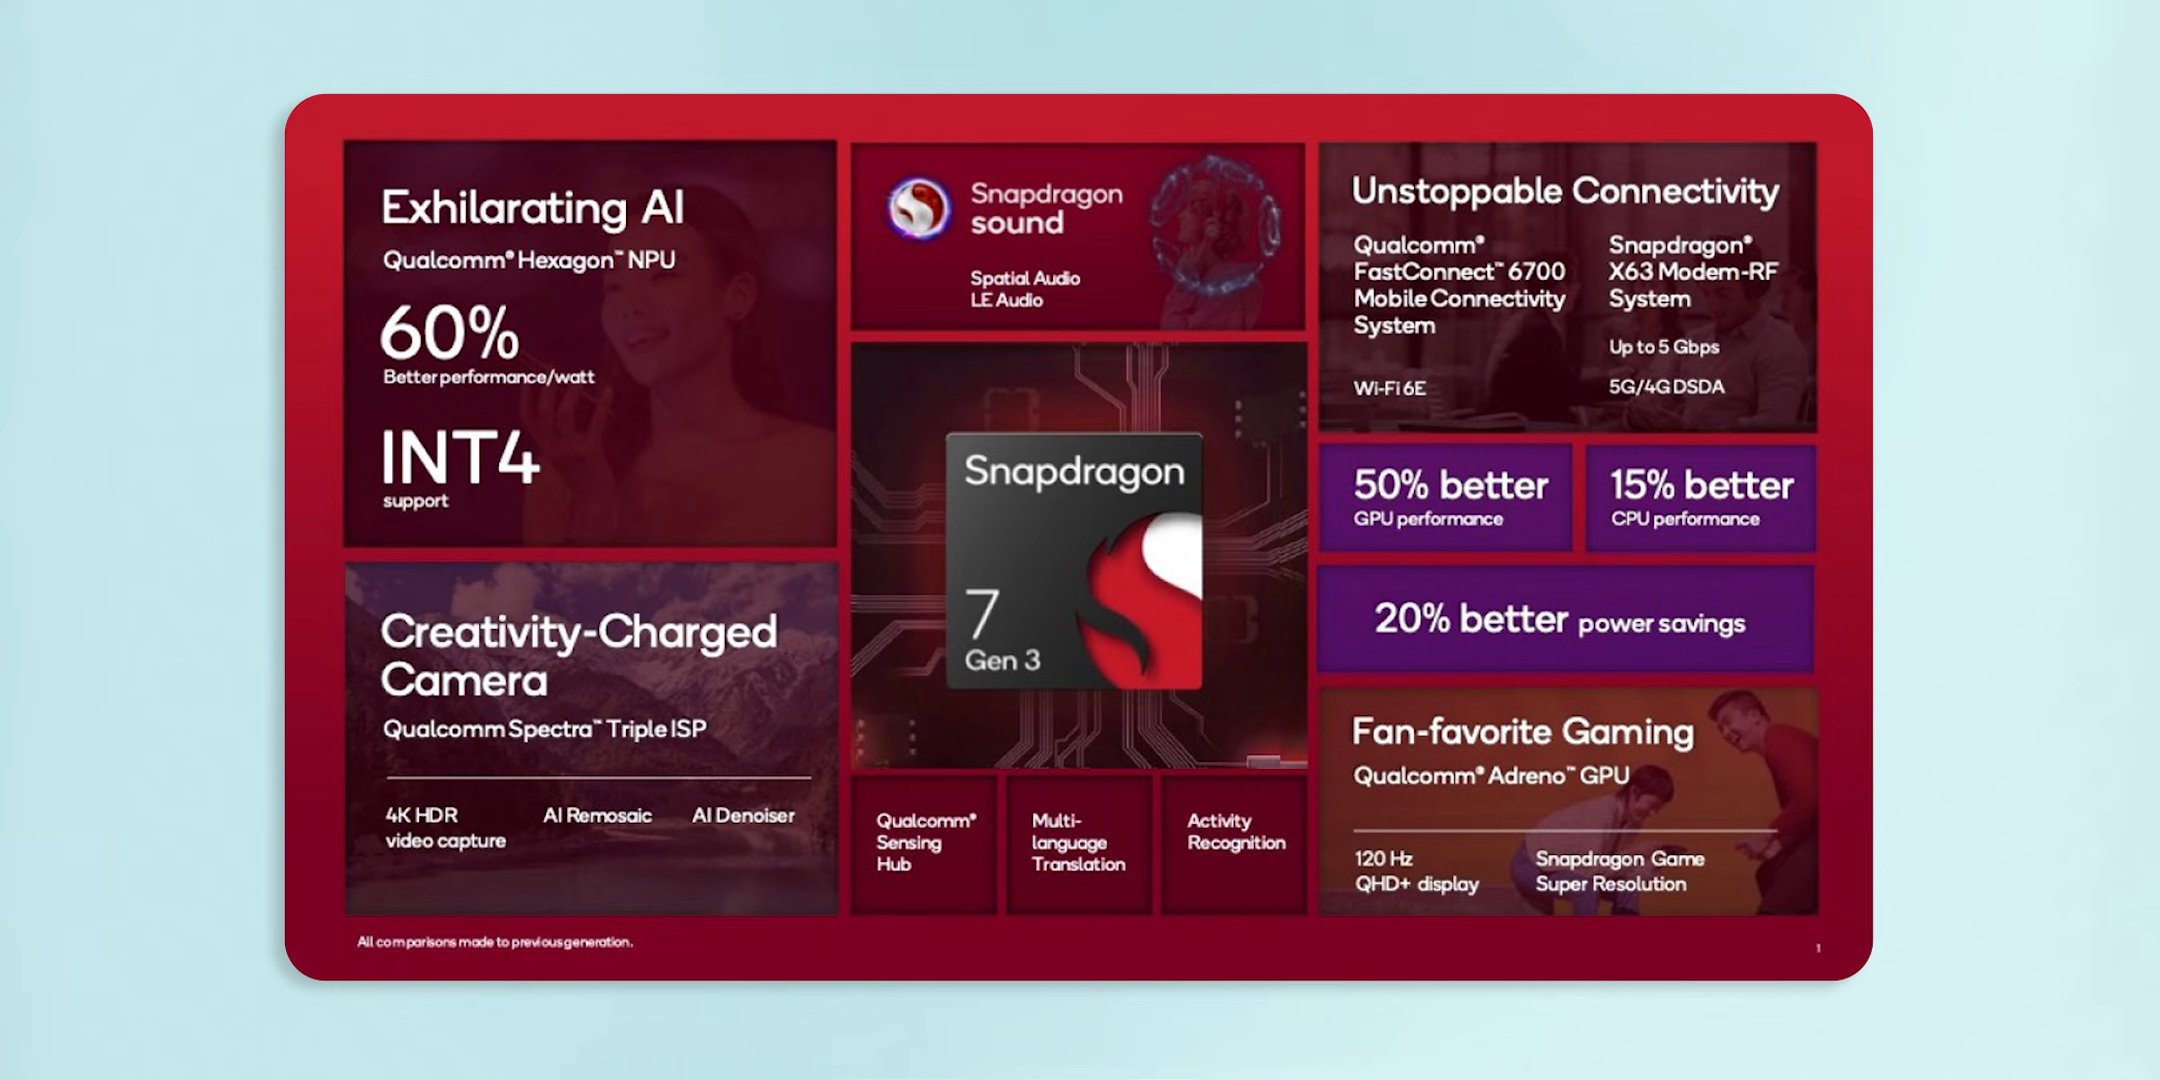 Exhilarating AI
Qualcomm® Hexagon™ NPU
60%
Better performance/watt
INT4
support
Creativity-Charged
Camera
Qualcomm Spectra™ Triple ISP
4K HDR
video capture
AI Remosaic
AI Denoiser
Snapdragon
sound
Spatial Audio
LE Audio
Snapdragon
7
Gen 3
Qualcomm®
Sensing
Hub
Multi-
language
Translation
Activity
Recognition
Unstoppable Connectivity
Qualcomm®
FastConnect™ 6700
Mobile Connectivity
System
Wi-Fi 6E
Snapdragon®
X63 Modem-RF
System
Up to 5 Gbps
5G/4G DSDA
50% better
GPU performance
15% better
CPU performance
20% better power savings
Fan-favorite Gaming
Qualcomm® Adreno™ GPU
120 Hz
QHD+ display
Snapdragon Game
Super Resolution
All comparisons made to previous generation.
1